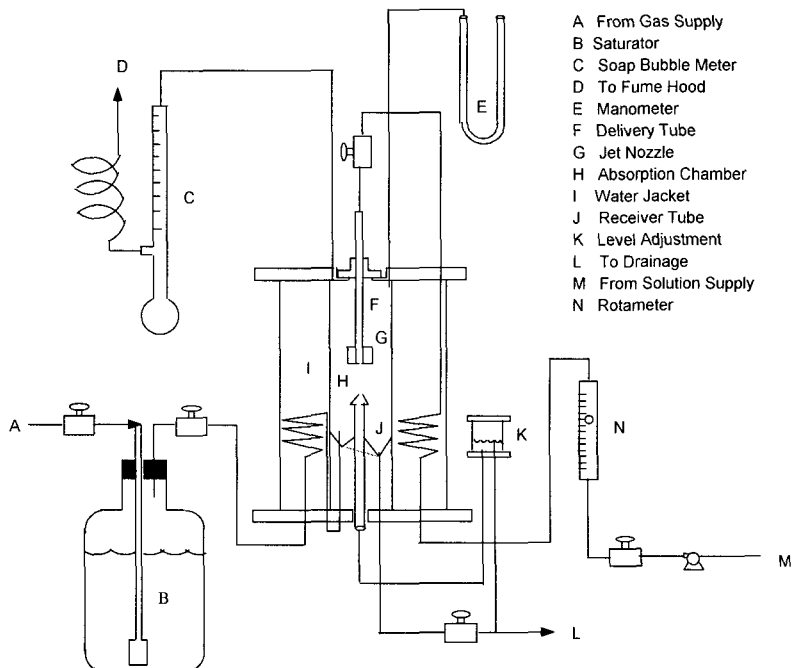 A From Gas Supply
B Saturator
C Soap Bubble Meter
D To Fume Hood
E Manometer
F Delivery Tube
G Jet Nozzle
H Absorption Chamber
I Water Jacket
J Receiver Tube
K Level Adjustment
L To Drainage
M From Solution Supply
N Rotameter
D
E
C
F
G
I
H
A
J
K
N
B
M
L